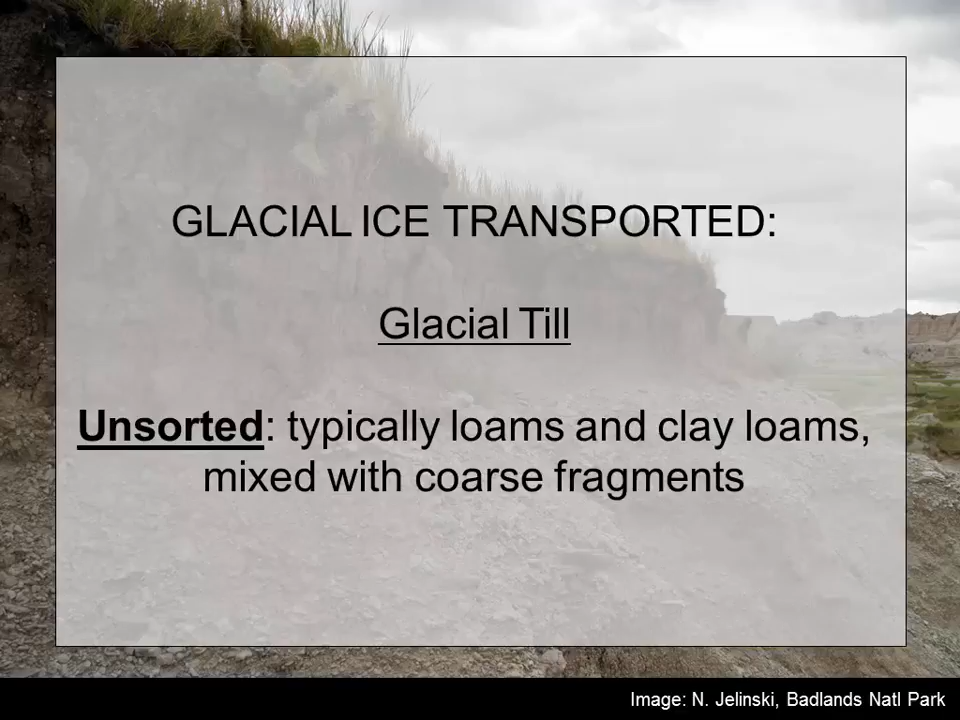 GLACIAL ICE TRANSPORTED:
Glacial Till
Unsorted: typically loams and clay loams,
mixed with coarse fragments
Image: N. Jelinski, Badlands Natl Park